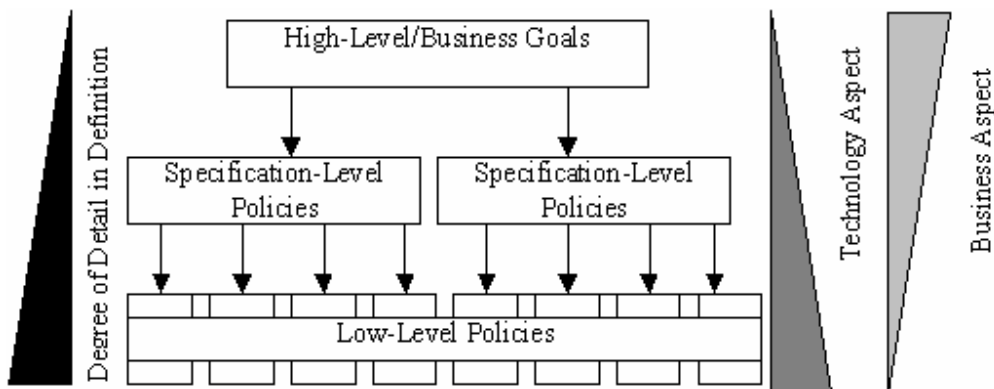 High-Level/Business Goals
Degree of Detail in Definition
Specification-Level
Policies
Specification-Level
Policies
Low-Level Policies
Technology Aspect
Business Aspect